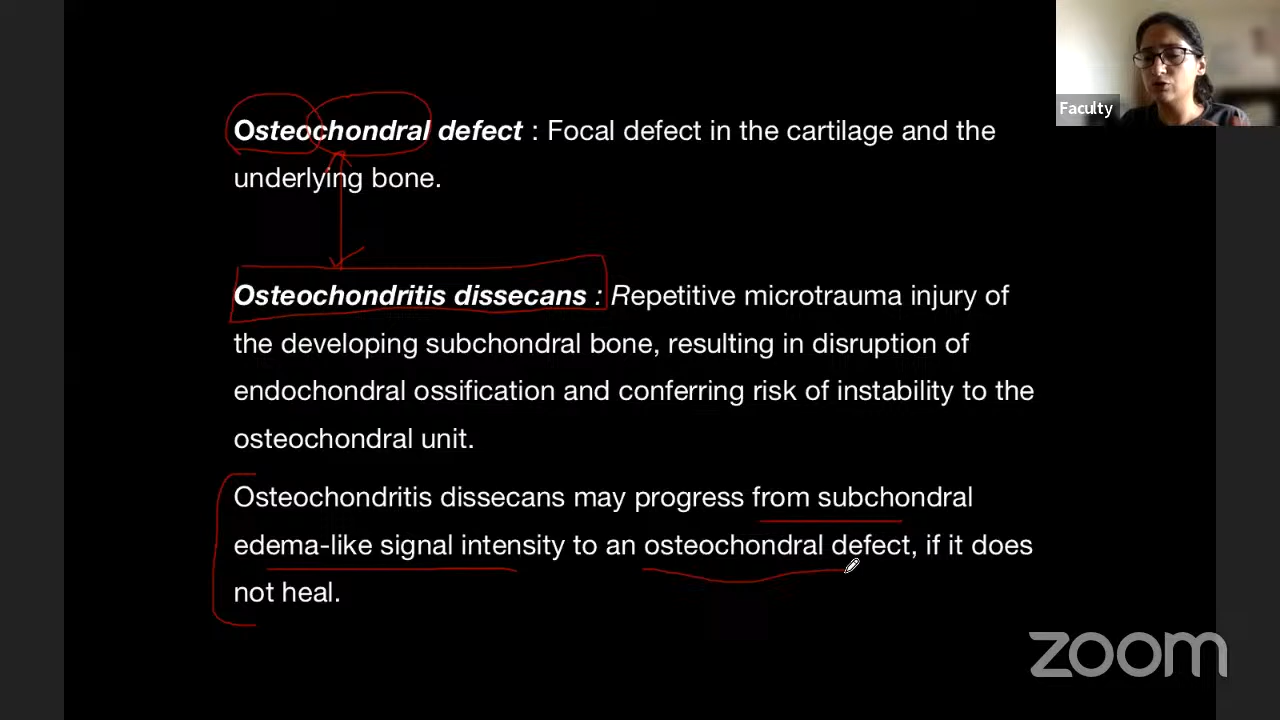 Faculty
Osteochondral defect : Focal defect in the cartilage and the
underlying bone.
Osteochondritis dissecans : Repetitive microtrauma injury of
the developing subchondral bone, resulting in disruption of
endochondral ossification and conferring risk of instability to the
osteochondral unit.
Osteochondritis dissecans may progress from subchondral
edema-like signal intensity to an osteochondral defect, if it does
not heal.
zoom